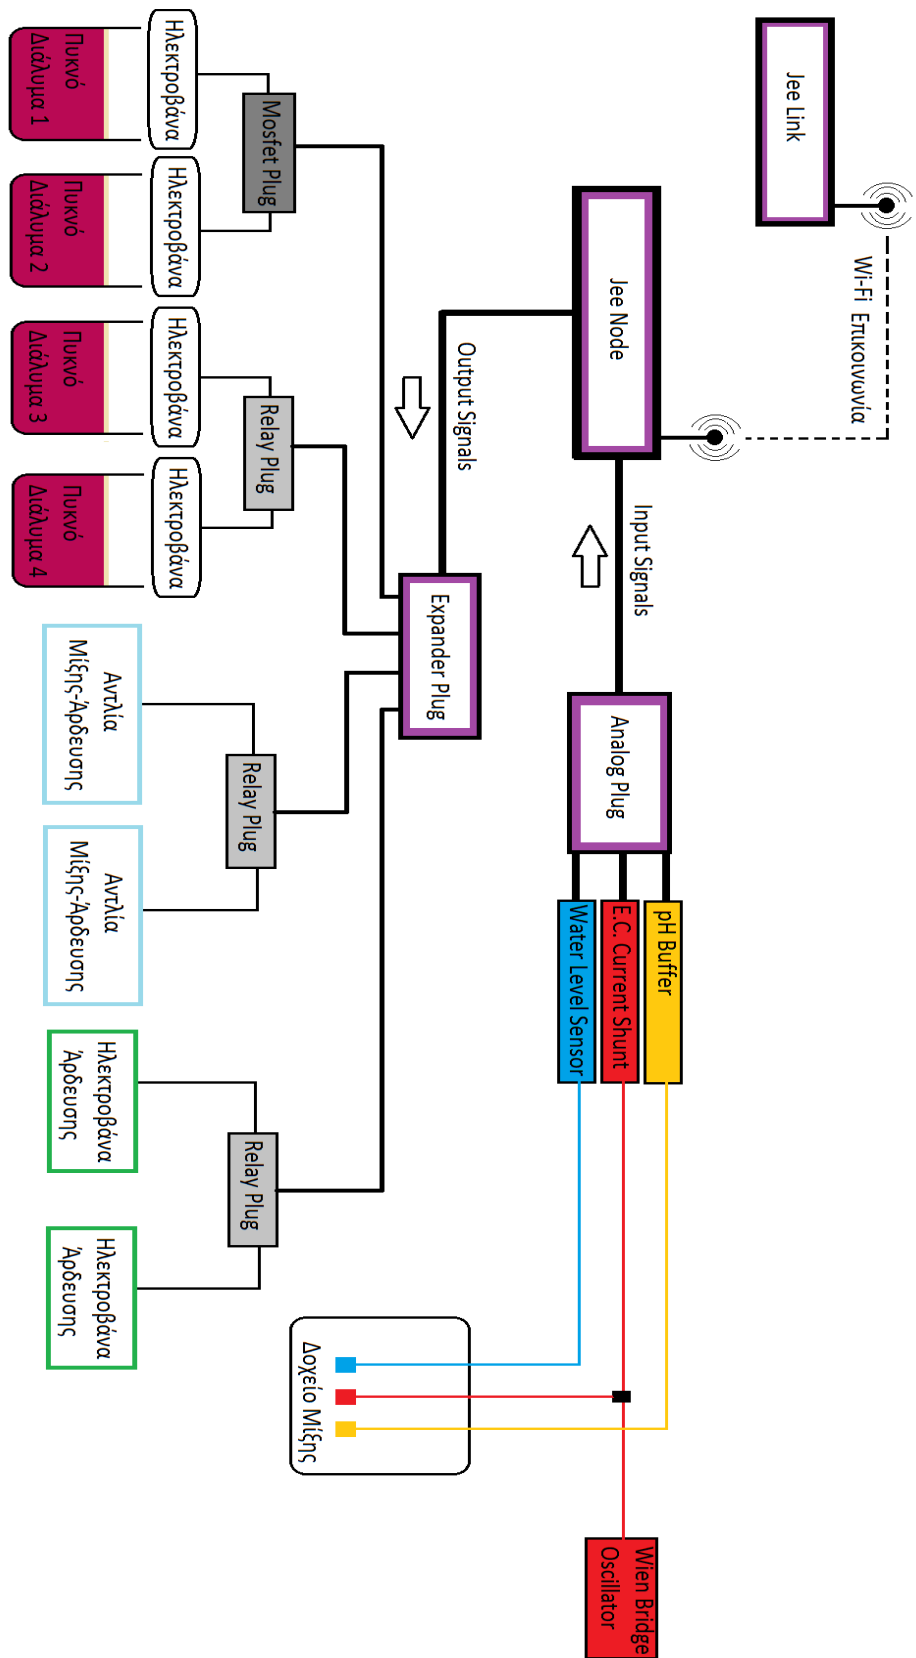 Jee Link
Wi-Fi Επικοινωνία
Jee Node
Input Signals
Analog Plug
pH Buffer
E.C. Current Shunt
Water Level Sensor
Wien Bridge
Oscillator
Output Signals
Expander Plug
Δοχείο Μίξης
Mosfet Plug
Relay Plug
Relay Plug
Relay Plug
Ηλεκτροβάνα
Ηλεκτροβάνα
Ηλεκτροβάνα
Ηλεκτροβάνα
Πυκνό
Διάλυμα 1
Πυκνό
Διάλυμα 2
Πυκνό
Διάλυμα 3
Πυκνό
Διάλυμα 4
Αντλία
Μίξης-Άρδευσης
Αντλία
Μίξης-Άρδευσης
Ηλεκτροβάνα
Άρδευσης
Ηλεκτροβάνα
Άρδευσης